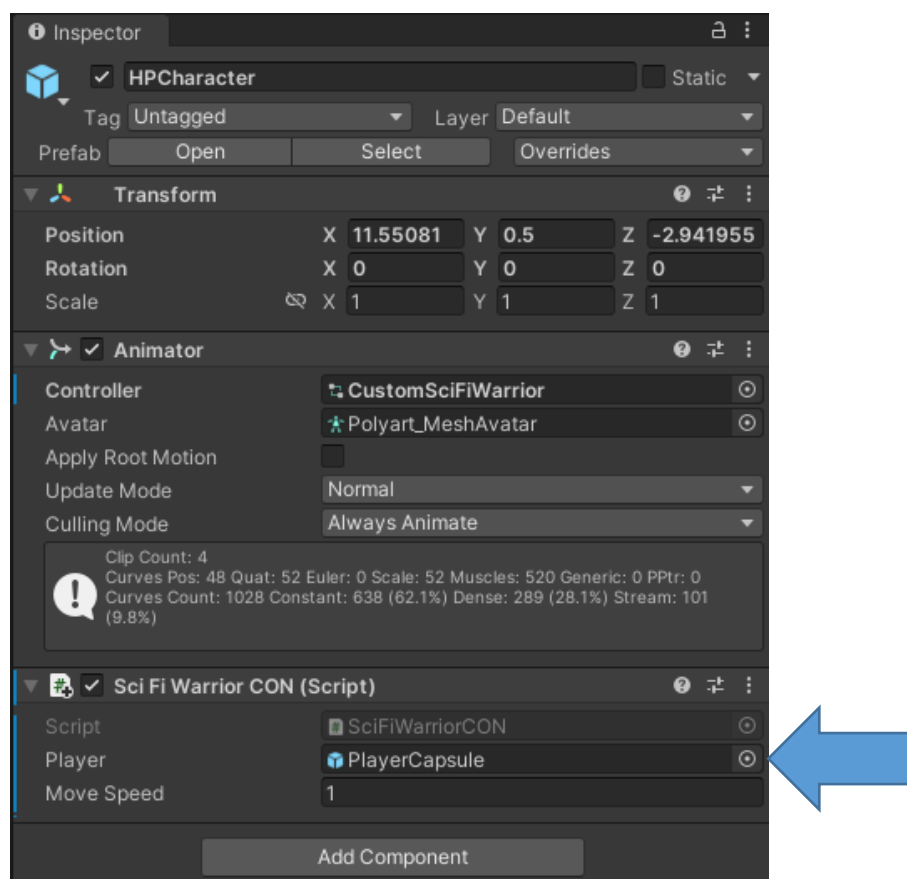 Inspector
HPCharacter Static
Tag Untagged Layer Default
Prefab Open Select Overrides
Transform
Position X 11.55081 Y 0.5 Z -2.941955
Rotation X 0 Y 0 Z 0
Scale X 1 Y 1 Z 1
Animator
Controller CustomSciFiWarrior
Avatar Polyart_MeshAvatar
Apply Root Motion
Update Mode Normal
Culling Mode Always Animate
Clip Count: 4
Curves Pos: 48 Quat: 52 Euler: 0 Scale: 52 Muscles: 520 Generic: 0 PPtr: 0
Curves Count: 1028 Constant: 638 (62.1%) Dense: 289 (28.1%) Stream: 101
(9.8%)
Sci Fi Warrior CON (Script)
Script SciFiWarriorCON
Player PlayerCapsule
Move Speed 1
Add Component